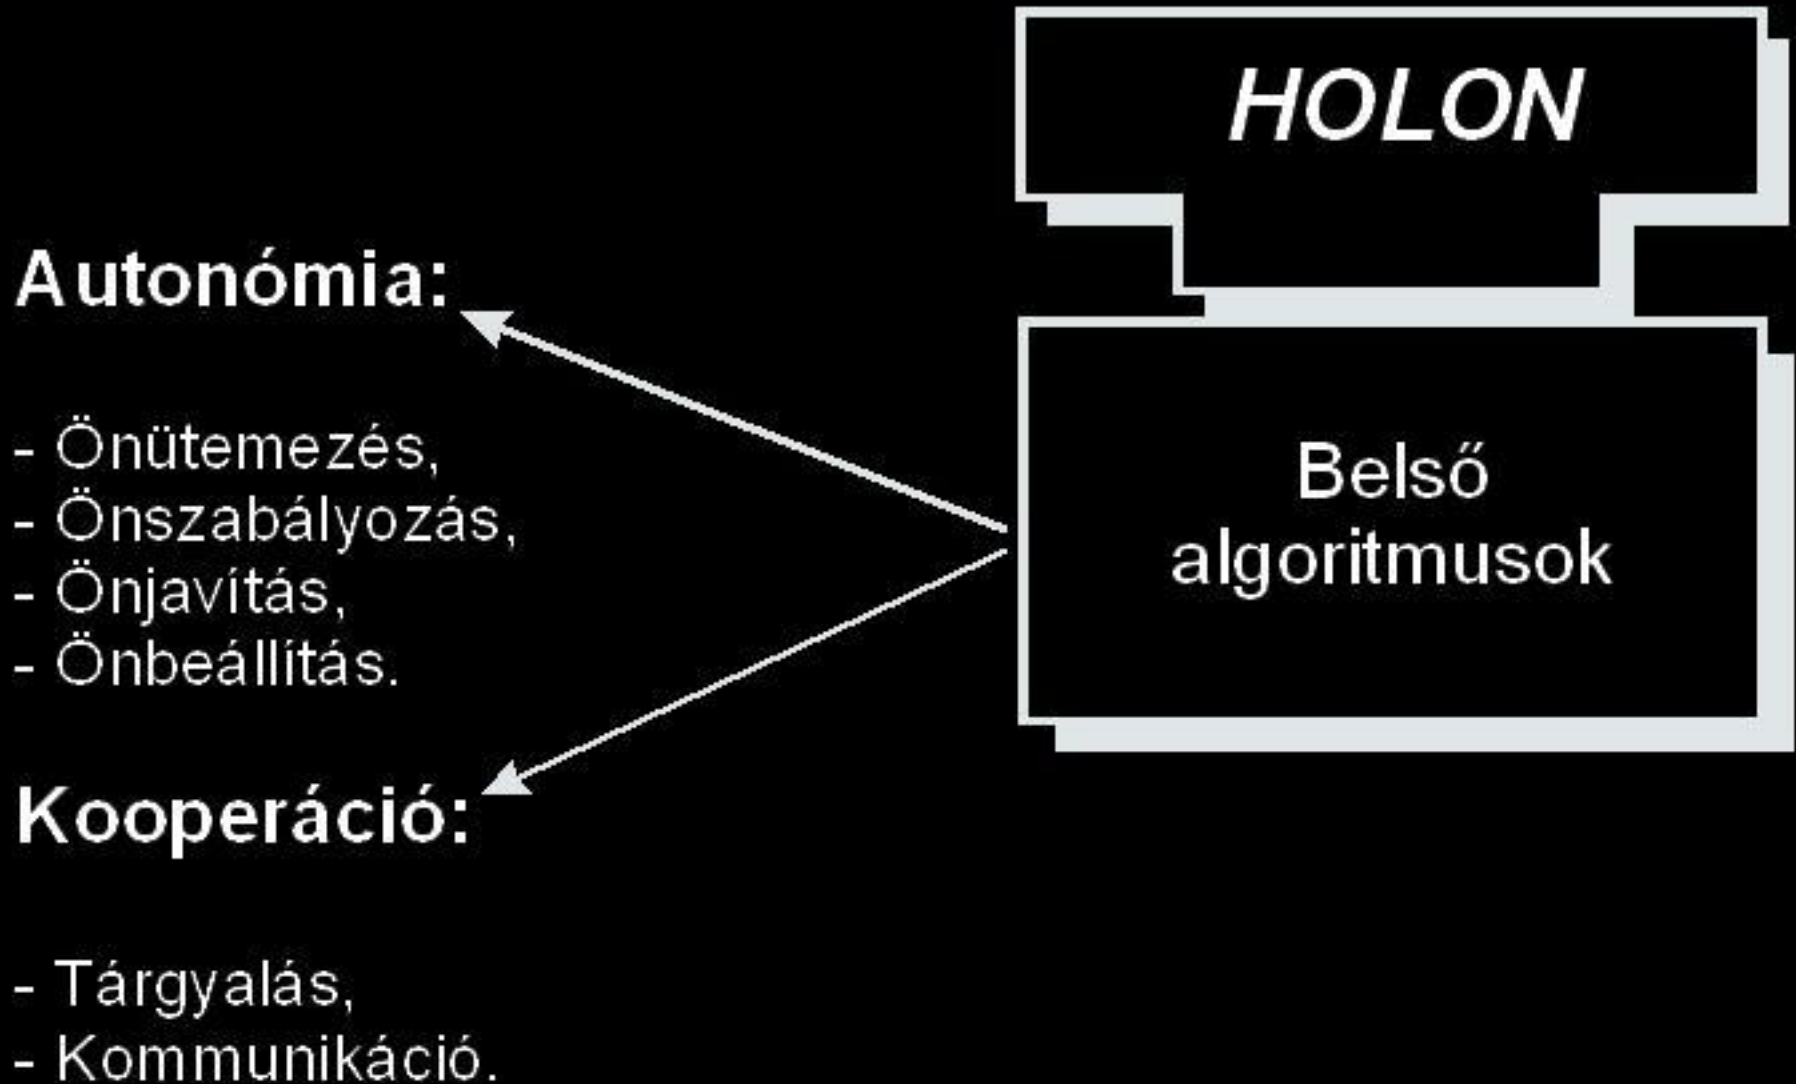 HOLON
Autonómia:
- Önütemezés,
- Önszabályozás,
- Önjavítás,
- Önbeállítás.
Belső
algoritmusok
Kooperáció:
- Tárgyalás,
- Kommunikáció.